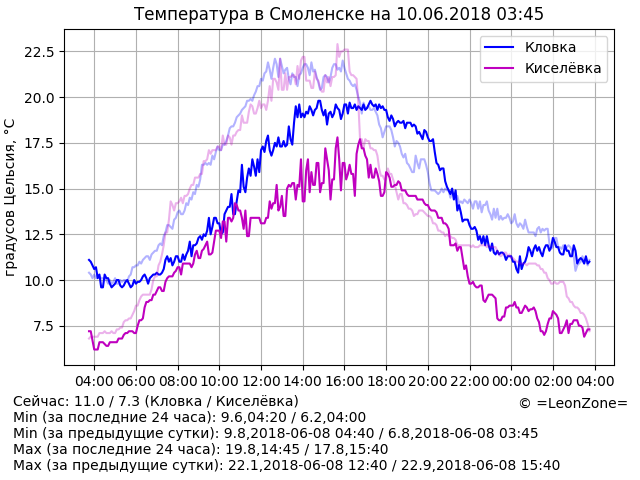 Температура в Смоленске на 10.06.2018 03:45
Кловка
Киселёвка
градусов Цельсия, °C
22.5
20.0
17.5
15.0
12.5
10.0
7.5
04:00 06:00 08:00 10:00 12:00 14:00 16:00 18:00 20:00 22:00 00:00 02:00 04:00
Сейчас: 11.0 / 7.3 (Кловка / Киселёвка)
© =LeonZone=
Min (за последние 24 часа): 9.6,04:20 / 6.2,04:00
Min (за предыдущие сутки): 9.8,2018-06-08 04:40 / 6.8,2018-06-08 03:45
Max (за последние 24 часа): 19.8,14:45 / 17.8,15:40
Max (за предыдущие сутки): 22.1,2018-06-08 12:40 / 22.9,2018-06-08 15:40